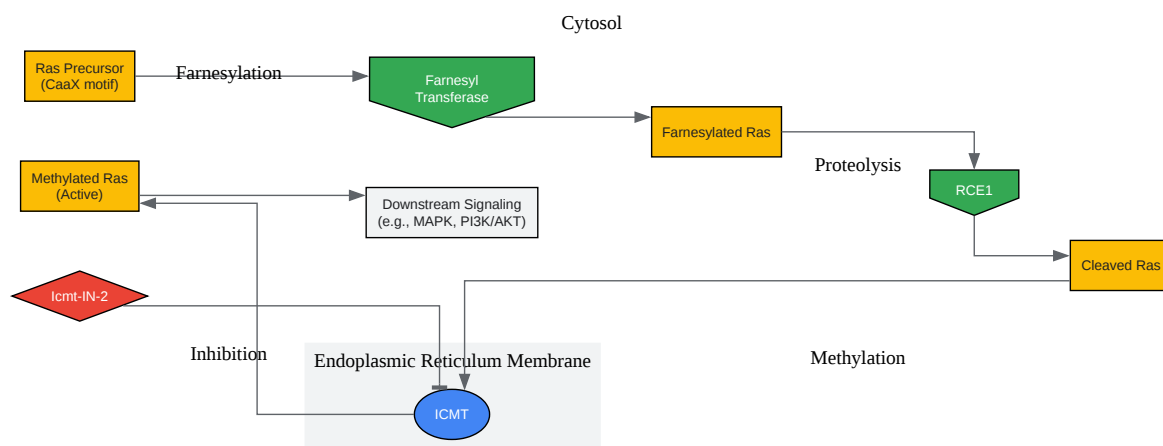 Cytosol
Ras Precursor
(CaaX motif)
Farnesylation
Farnesyl
Transferase
Farnesylated Ras
Proteolysis
RCE1
Methylated Ras
(Active)
Downstream Signaling
(e.g., MAPK, PI3K/AKT)
Cleaved Ras
Icmt-IN-2
Inhibition
Endoplasmic Reticulum Membrane
Methylation
ICMT